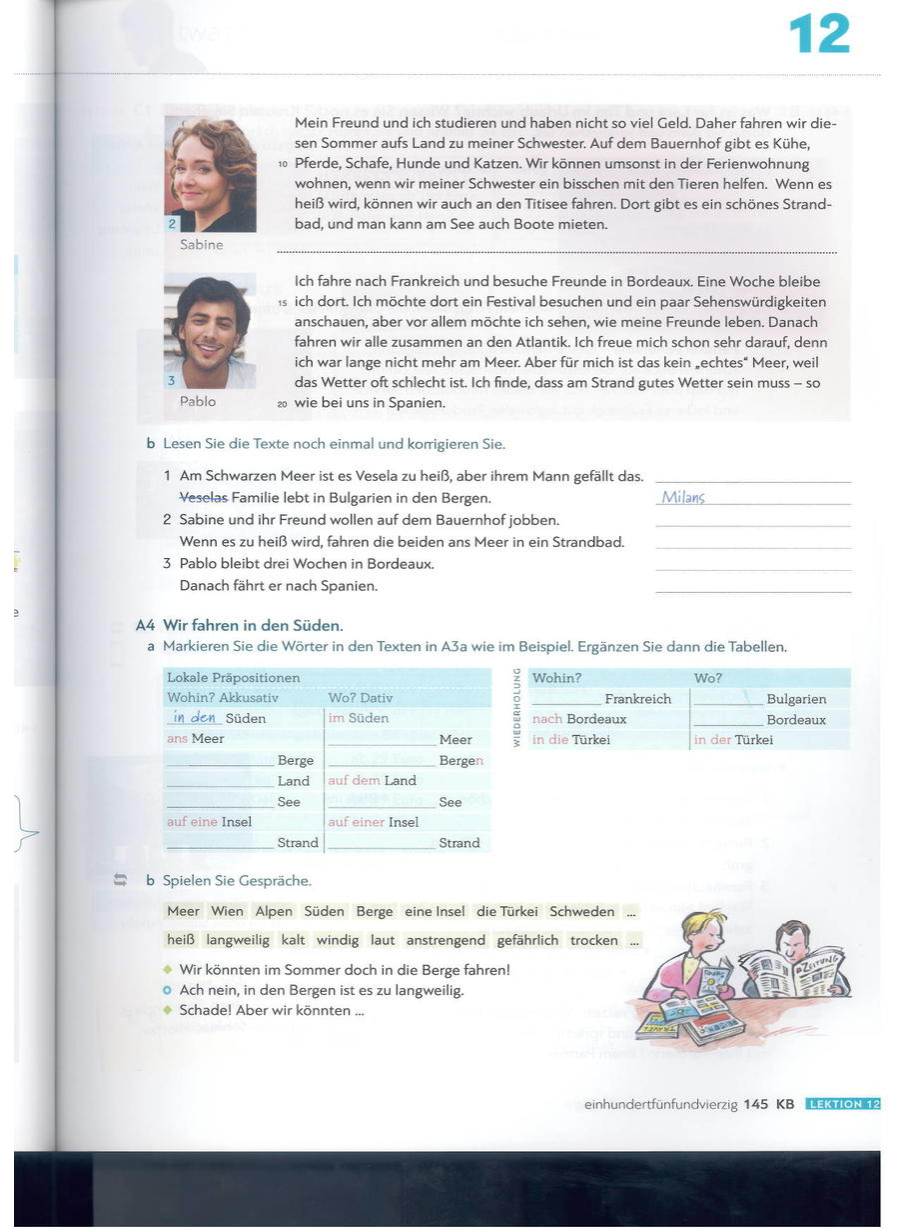 12
Mein Freund und ich studieren und haben nicht so viel Geld. Daher fahren wir die-
sen Sommer aufs Land zu meiner Schwester. Auf dem Bauernhof gibt es Kühe,
10 Pferde, Schafe, Hunde und Katzen. Wir können umsonst in der Ferienwohnung
wohnen, wenn wir meiner Schwester ein bisschen mit den Tieren helfen. Wenn es
heiß wird, können wir auch an den Titisee fahren. Dort gibt es ein schönes Strand-
bad, und man kann am See auch Boote mieten.
2
Sabine
Ich fahre nach Frankreich und besuche Freunde in Bordeaux. Eine Woche bleibe
15 ich dort. Ich möchte dort ein Festival besuchen und ein paar Sehenswürdigkeiten
anschauen, aber vor allem möchte ich sehen, wie meine Freunde leben. Danach
fahren wir alle zusammen an den Atlantik. Ich freue mich schon sehr darauf, denn
ich war lange nicht mehr am Meer. Aber für mich ist das kein „echtes“ Meer, weil
das Wetter oft schlecht ist. Ich finde, dass am Strand gutes Wetter sein muss – so
20 wie bei uns in Spanien.
3
Pablo
b Lesen Sie die Texte noch einmal und korrigieren Sie.
1 Am Schwarzen Meer ist es Vesela zu heiß, aber ihrem Mann gefällt das.
Veselas Familie lebt in Bulgarien in den Bergen. Milans
2 Sabine und ihr Freund wollen auf dem Bauernhof jobben.
Wenn es zu heiß wird, fahren die beiden ans Meer in ein Strandbad.
3 Pablo bleibt drei Wochen in Bordeaux.
Danach fährt er nach Spanien.
A4 Wir fahren in den Süden.
a Markieren Sie die Wörter in den Texten in A3a wie im Beispiel. Ergänzen Sie dann die Tabellen.
Lokale Präpositionen
Wohin? Akkusativ Wo? Dativ
in den Süden im Süden
ans Meer Meer
Berge Bergen
Land auf dem Land
See See
auf eine Insel auf einer Insel
Strand Strand
WIEDERHOLUNG
Wohin? Wo?
Frankreich Bulgarien
nach Bordeaux Bordeaux
in die Türkei in der Türkei
b Spielen Sie Gespräche.
Meer Wien Alpen Süden Berge eine Insel die Türkei Schweden ...
heiß langweilig kalt windig laut anstrengend gefährlich trocken ...
Wir könnten im Sommer doch in die Berge fahren!
Ach nein, in den Bergen ist es zu langweilig.
Schade! Aber wir könnten ...
ZEITUNG
einhundertfünfundvierzig 145 KB LEKTION 12